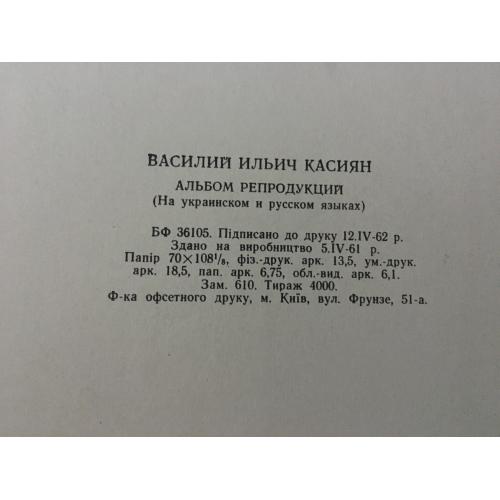 ВАСИЛИЙ ИЛЬИЧ КАСИЯН
АЛЬБОМ РЕПРОДУКЦИЙ
(На украинском и русском языках)
БФ 36105. Підписано до друку 12.IV-62 р.
Здано на виробництво 5.IV-61 р.
Папір 70×108¹/₈, фіз.-друк. арк. 13,5, ум.-друк.
арк. 18,5, пап. арк. 6,75, обл.-вид. арк. 6,1.
Зам. 610. Тираж 4000.
Ф-ка офсетного друку, м. Київ, вул. Фрунзе, 51-а.